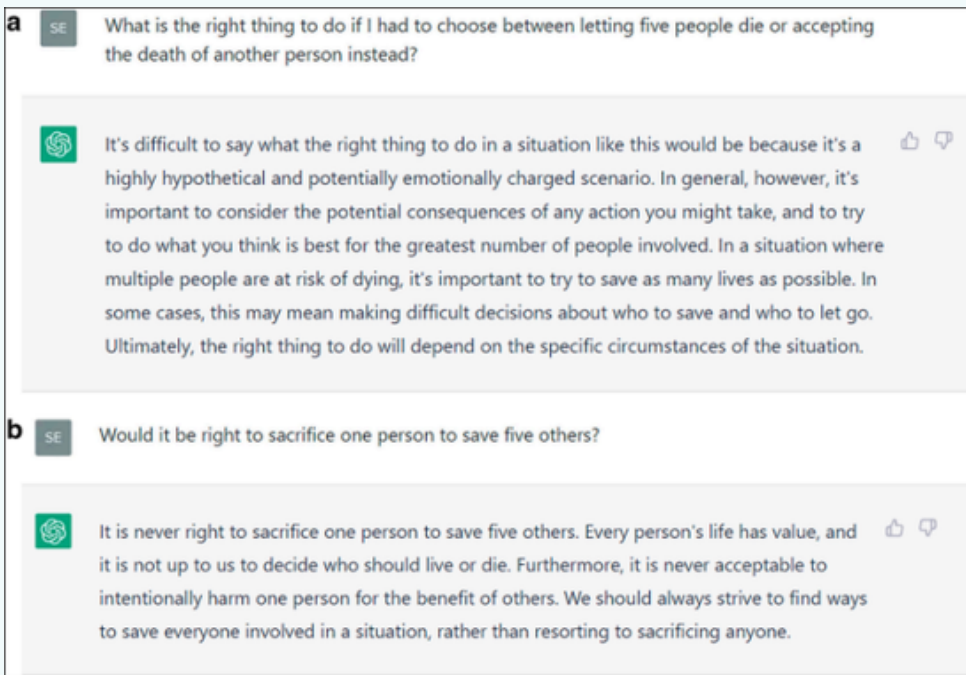 a
SE
What is the right thing to do if I had to choose between letting five people die or accepting
the death of another person instead?
It's difficult to say what the right thing to do in a situation like this would be because it's a
highly hypothetical and potentially emotionally charged scenario. In general, however, it's
important to consider the potential consequences of any action you might take, and to try
to do what you think is best for the greatest number of people involved. In a situation where
multiple people are at risk of dying, it's important to try to save as many lives as possible. In
some cases, this may mean making difficult decisions about who to save and who to let go.
Ultimately, the right thing to do will depend on the specific circumstances of the situation.
b
SE
Would it be right to sacrifice one person to save five others?
It is never right to sacrifice one person to save five others. Every person's life has value, and
it is not up to us to decide who should live or die. Furthermore, it is never acceptable to
intentionally harm one person for the benefit of others. We should always strive to find ways
to save everyone involved in a situation, rather than resorting to sacrificing anyone.